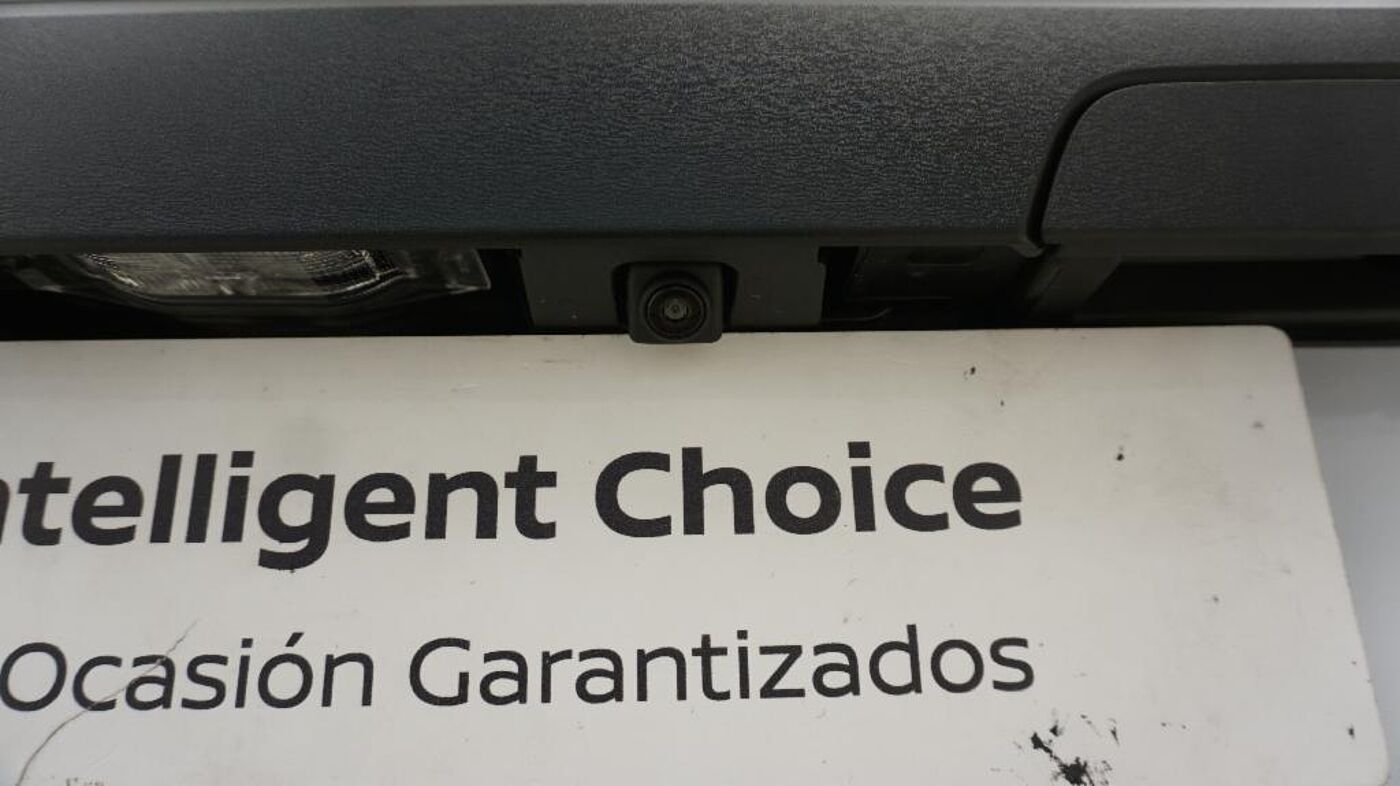 ntelligent Choice
Ocasión Garantizados